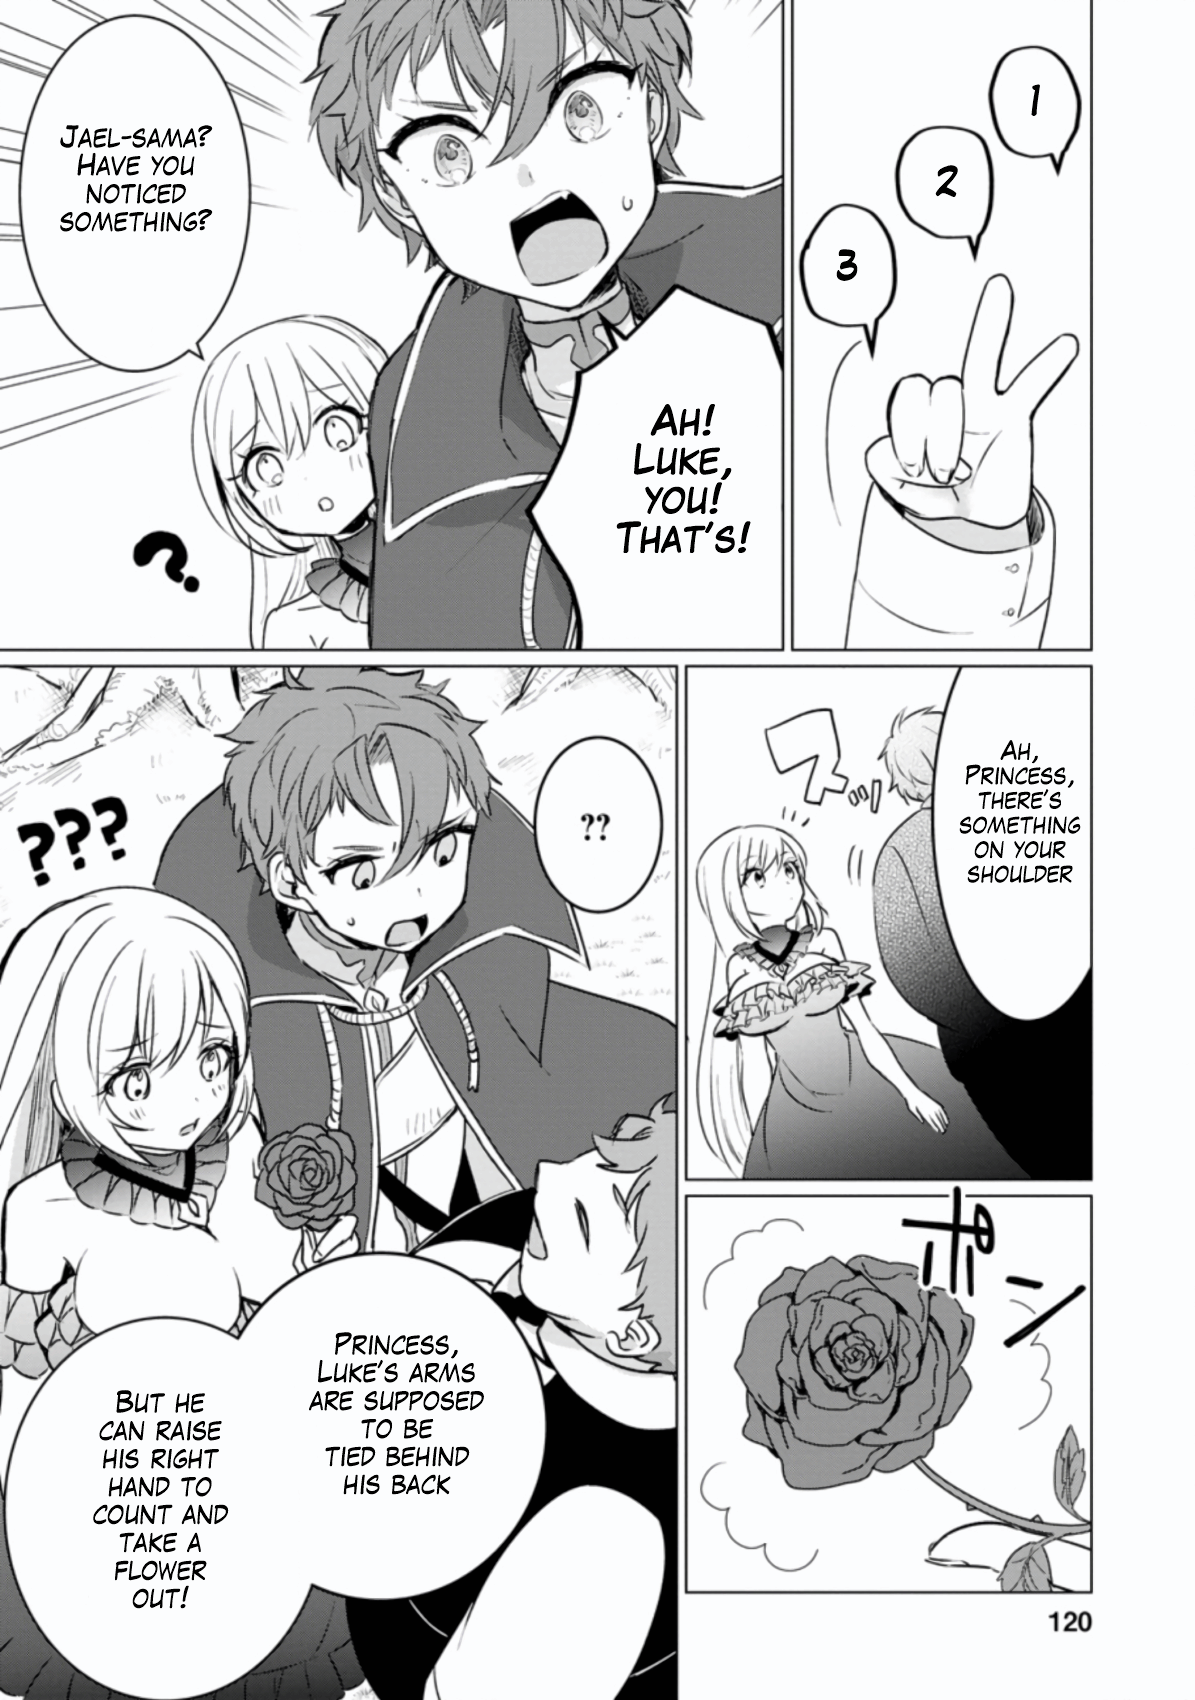 1
2
3
AH!
LUKE,
YOU!
THAT'S!
JAEL-SAMA?
HAVE YOU
NOTICED
SOMETHING?
?
AH,
PRINCESS,
THERE'S
SOMETHING
ON YOUR
SHOULDER
スッ
ポン
??
???
PRINCESS,
LUKE'S ARMS
ARE SUPPOSED
TO BE
TIED BEHIND
HIS BACK
BUT HE
CAN RAISE
HIS RIGHT
HAND TO
COUNT AND
TAKE A
FLOWER
OUT!
120